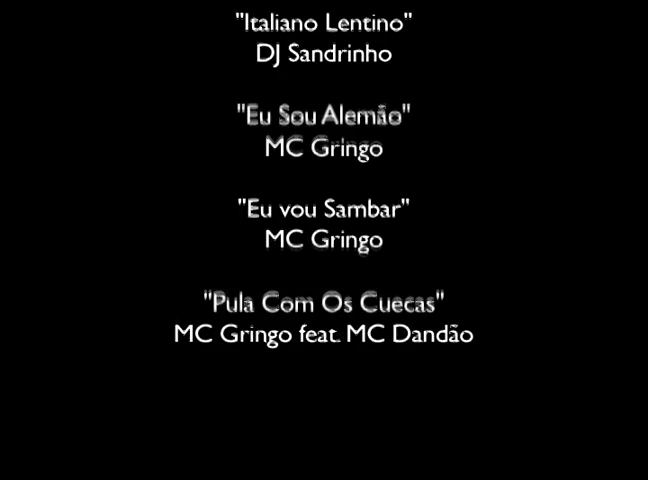 "Italiano Lentino"
DJ Sandrinho
"Eu Sou Alemão"
MC Gringo
"Eu vou Sambar"
MC Gringo
"Pula Com Os Cuecas"
MC Gringo feat. MC Dandão